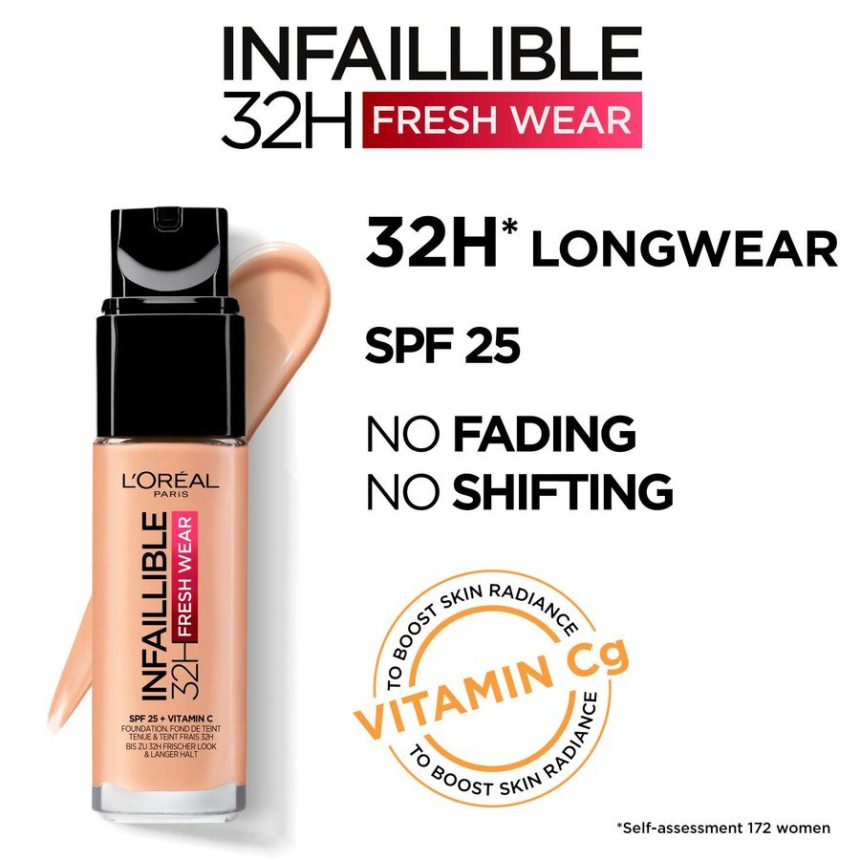 INFAILLIBLE
32H FRESH WEAR
32H* LONGWEAR
SPF 25
NO FADING
NO SHIFTING
L'ORÉAL
PARIS
INFAILLIBLE
32H FRESH WEAR
SPF 25 + VITAMIN C
FOUNDATION, FOND DE TEINT
TENUE & TEINT FRAIS 32H
BIS ZU 32H FRISCHER LOOK
& LANGER HALT
TO BOOST SKIN RADIANCE
VITAMIN Cg
TO BOOST SKIN RADIANCE
*Self-assessment 172 women